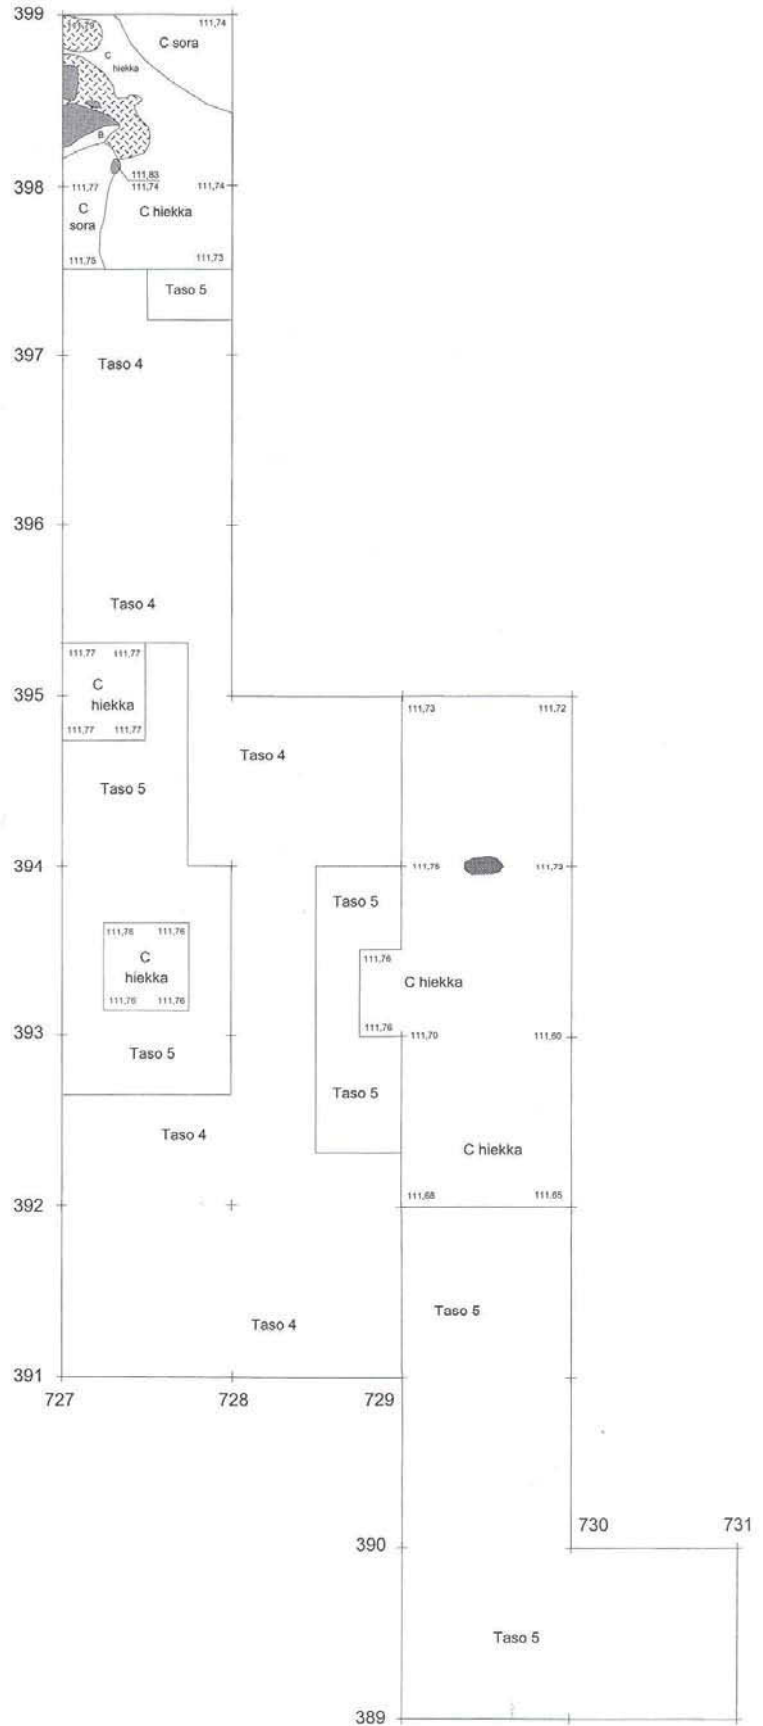 399
111,79
111,74
C sora
C
hiekka
B
111,83
398
111,77
111,74
111,74
C
sora
C hiekka
111,75
111,73
Taso 5
397
Taso 4
396
Taso 4
111,77 111,77
C
hiekka
395
111,77 111,77
111,73
111,72
Taso 4
Taso 5
394
111,75
111,73
Taso 5
111,76 111,76
C
hiekka
111,76
C hiekka
111,76 111,76
111,76
393
111,70
111,60
Taso 5
Taso 5
Taso 4
C hiekka
392
111,68
111,65
Taso 5
Taso 4
391
727
728
729
730
731
390
Taso 5
389